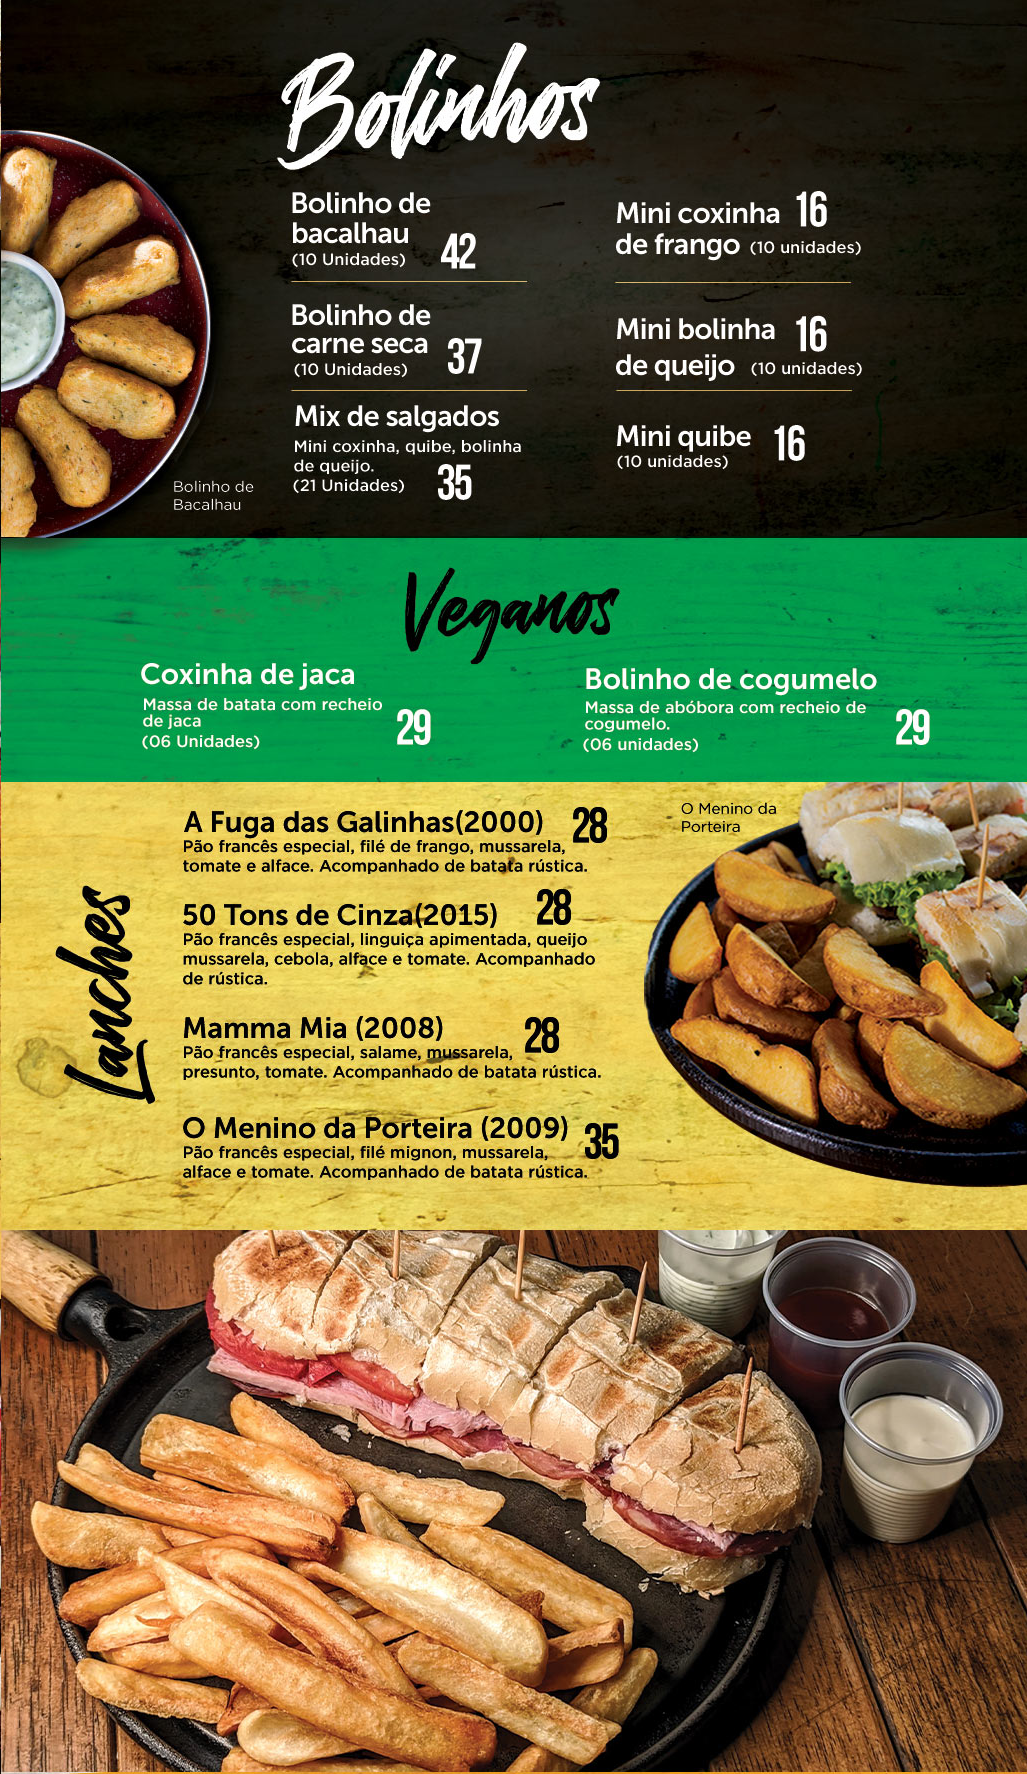 Bolinhos
Bolinho de
bacalhau
(10 Unidades) 42
Bolinho de
carne seca
(10 Unidades) 37
Mix de salgados
Mini coxinha, quibe, bolinha
de queijo.
(21 Unidades) 35
Mini coxinha 16
de frango (10 unidades)
Mini bolinha 16
de queijo (10 unidades)
Mini quibe 16
(10 unidades)
Bolinho de
Bacalhau
Veganos
Coxinha de jaca
Massa de batata com recheio
de jaca
(06 Unidades) 29
Bolinho de cogumelo
Massa de abóbora com recheio de
cogumelo.
(06 unidades) 29
Lanches
A Fuga das Galinhas(2000) 28
Pão francês especial, filé de frango, mussarela,
tomate e alface. Acompanhado de batata rústica.
50 Tons de Cinza(2015) 28
Pão francês especial, linguiça apimentada, queijo
mussarela, cebola, alface e tomate. Acompanhado
de rústica.
Mamma Mia (2008) 28
Pão francês especial, salame, mussarela,
presunto, tomate. Acompanhado de batata rústica.
O Menino da Porteira (2009) 35
Pão francês especial, filé mignon, mussarela,
alface e tomate. Acompanhado de batata rústica.
O Menino da
Porteira